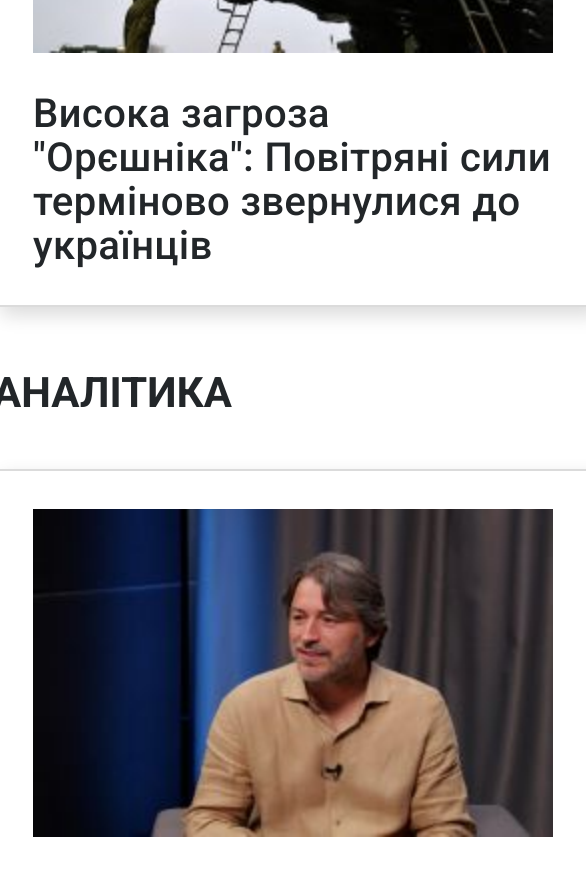 Висока загроза
"Орєшніка": Повітряні сили
терміново звернулися до
українців
АНАЛІТИКА